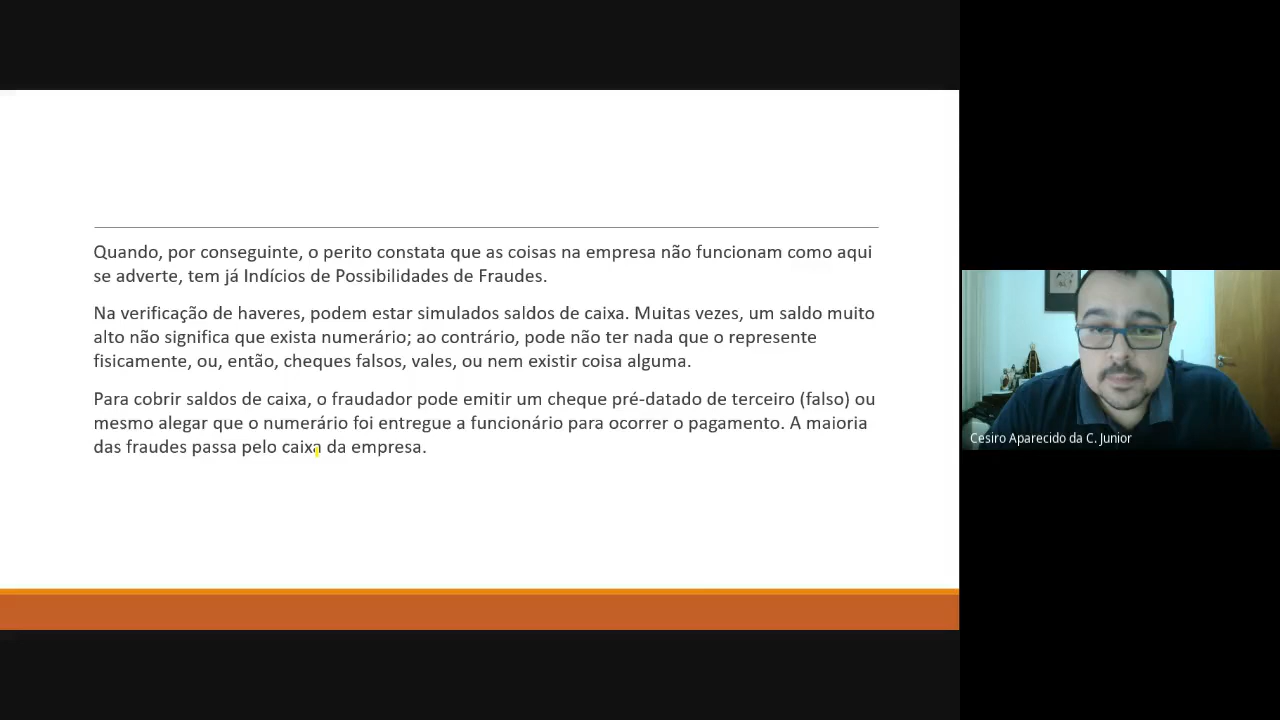 Quando, por conseguinte, o perito constata que as coisas na empresa não funcionam como aqui
se adverte, tem já Indícios de Possibilidades de Fraudes.
Na verificação de haveres, podem estar simulados saldos de caixa. Muitas vezes, um saldo muito
alto não significa que exista numerário; ao contrário, pode não ter nada que o represente
fisicamente, ou, então, cheques falsos, vales, ou nem existir coisa alguma.
Para cobrir saldos de caixa, o fraudador pode emitir um cheque pré-datado de terceiro (falso) ou
mesmo alegar que o numerário foi entregue a funcionário para ocorrer o pagamento. A maioria
das fraudes passa pelo caixa da empresa.
Cesiro Aparecido da C. Junior